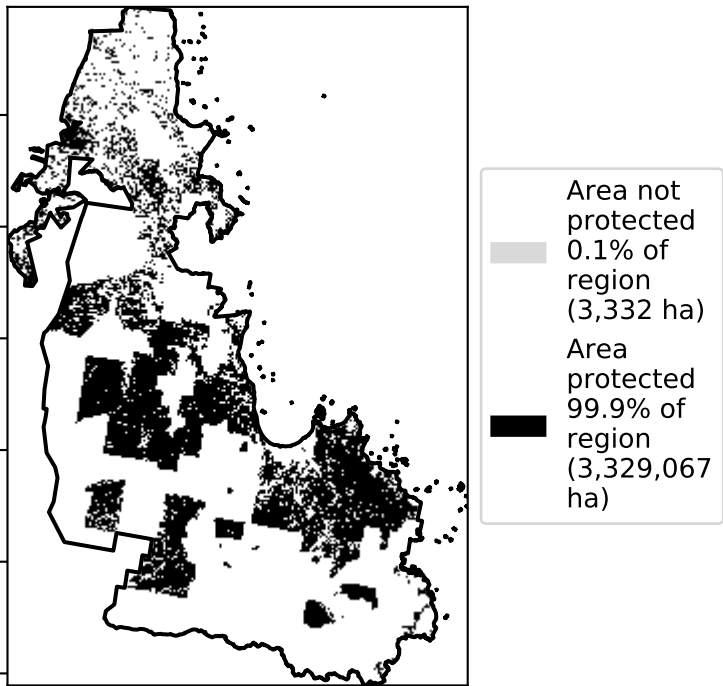 Area not
protected
0.1% of
region
(3,332 ha)
Area
protected
99.9% of
region
(3,329,067
ha)